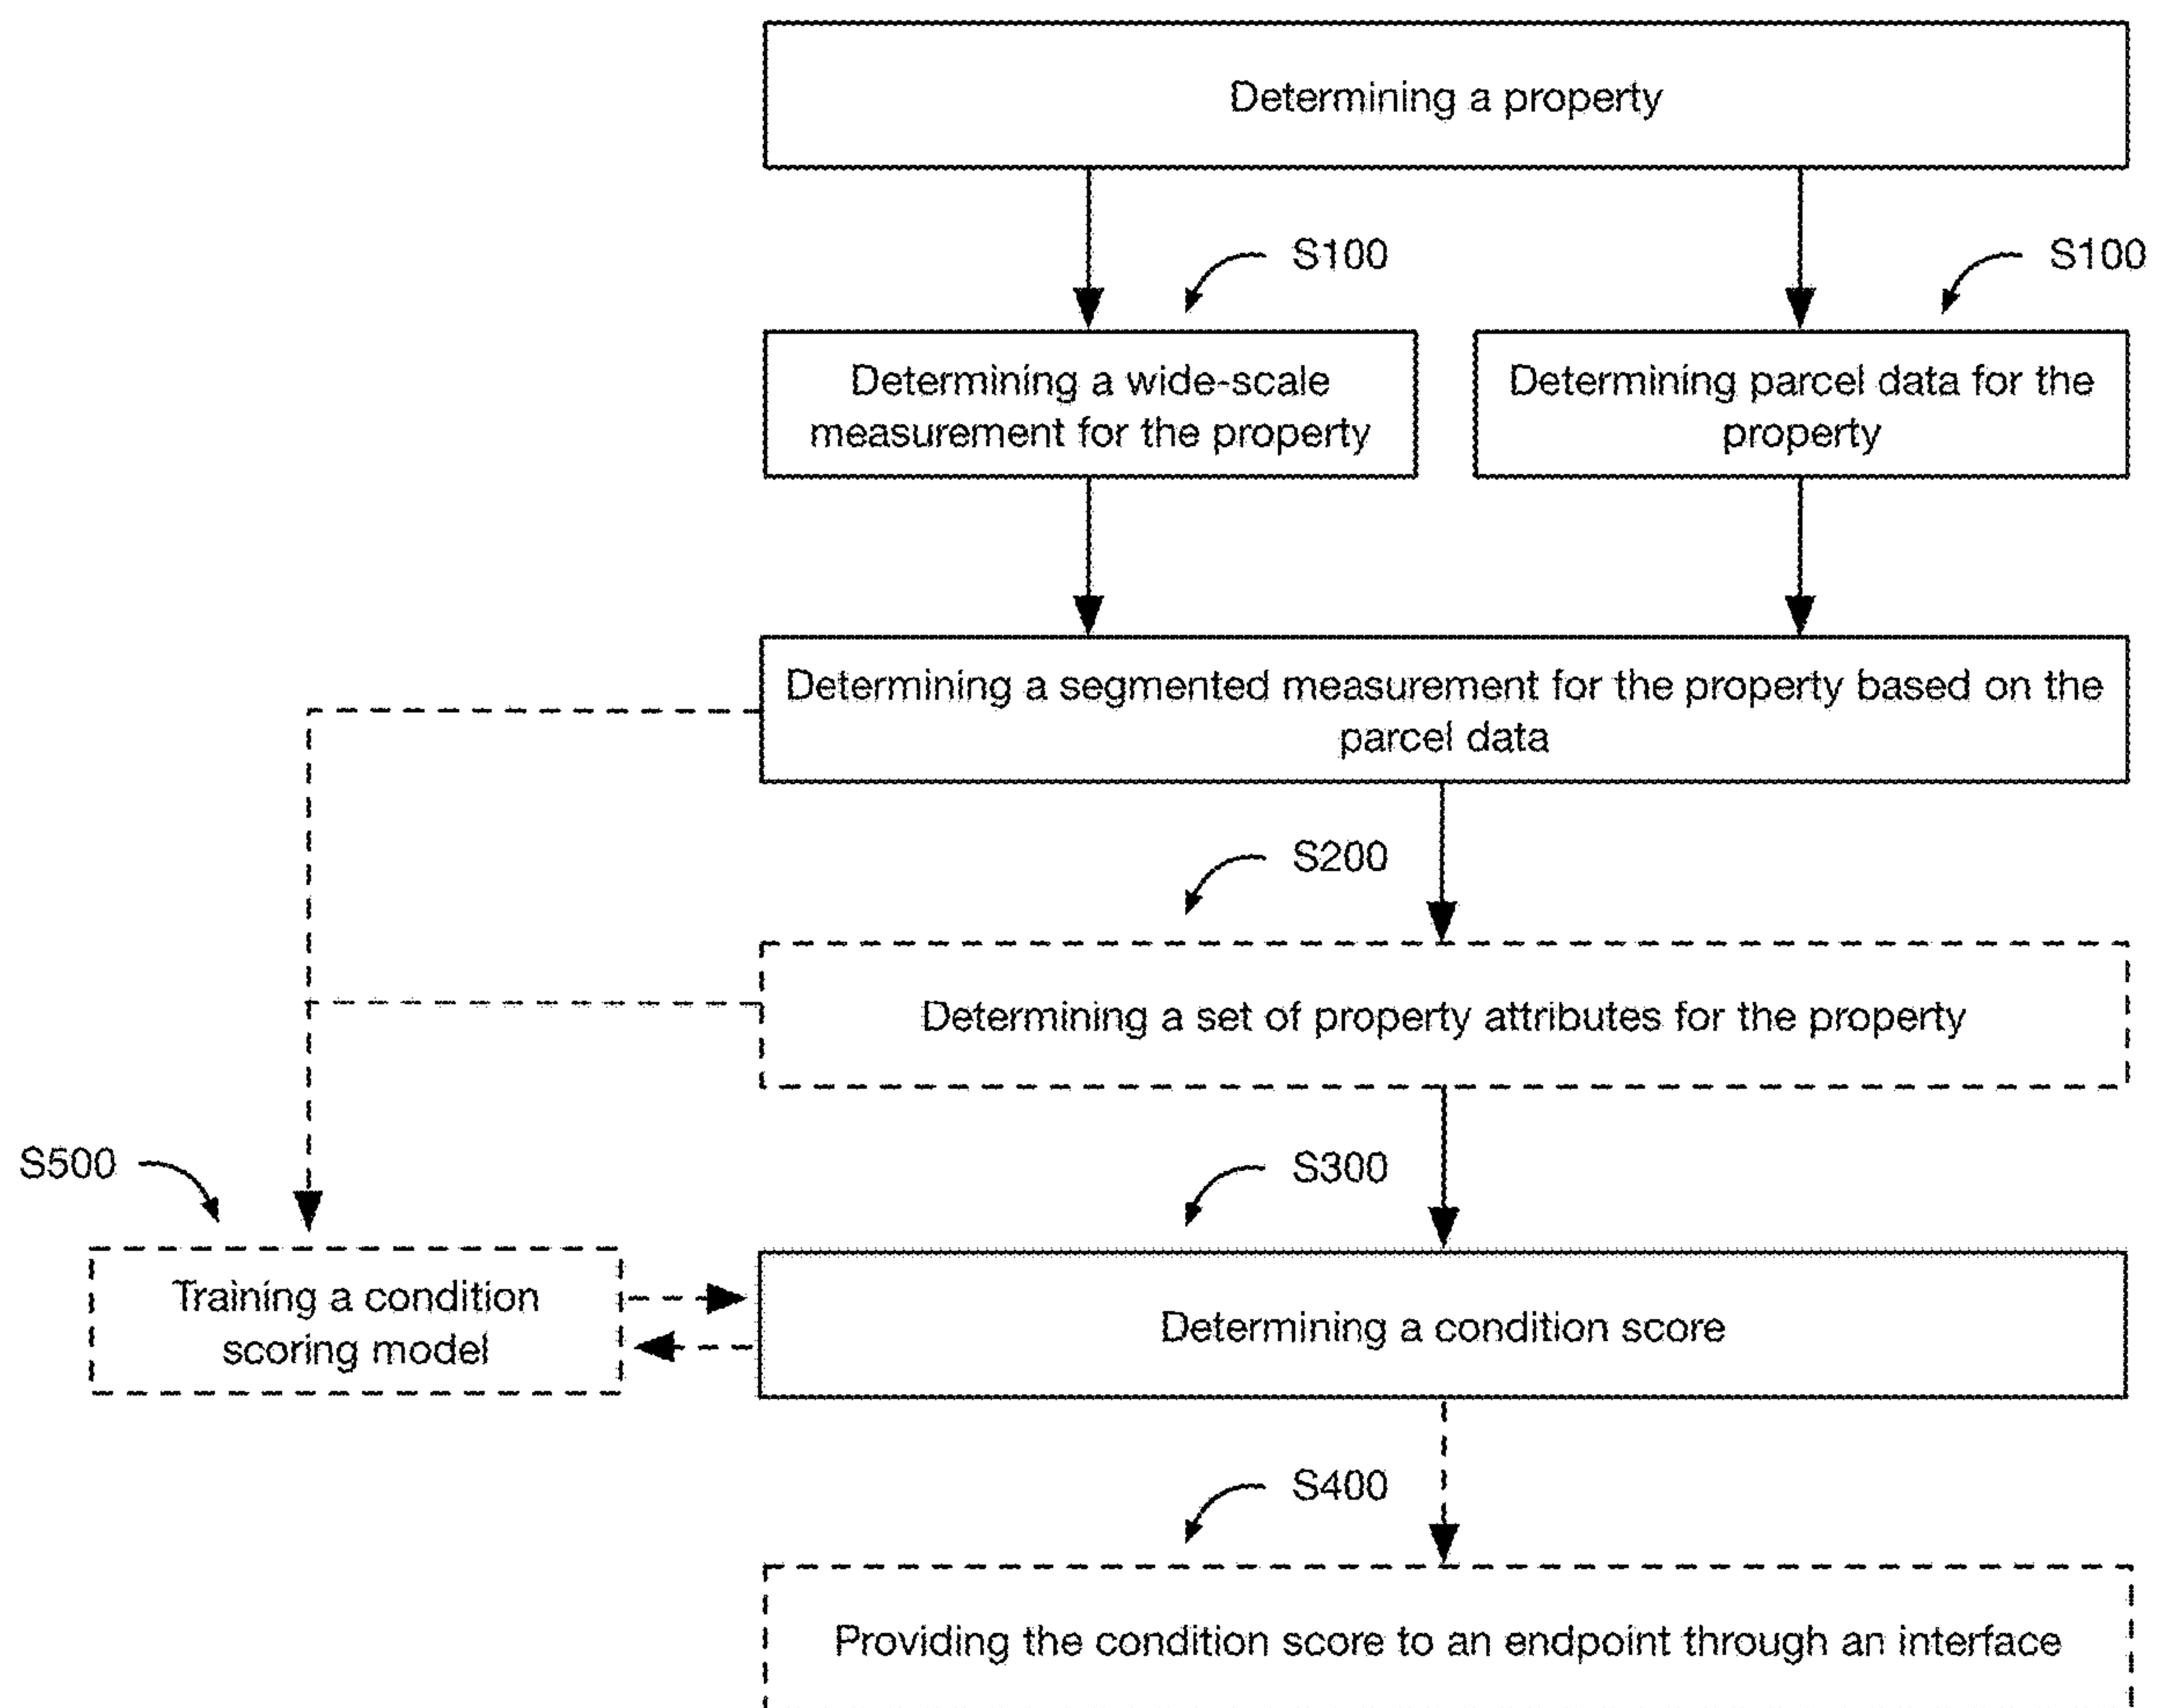 Determining a property
S100
S100
Determining a wide-scale
measurement for the property
Determining parcel data for the
property
Determining a segmented measurement for the property based on the
parcel data
S200
Determining a set of property attributes for the property
S500
S300
Training a condition
scoring model
Determining a condition score
S400
Providing the condition score to an endpoint through an interface